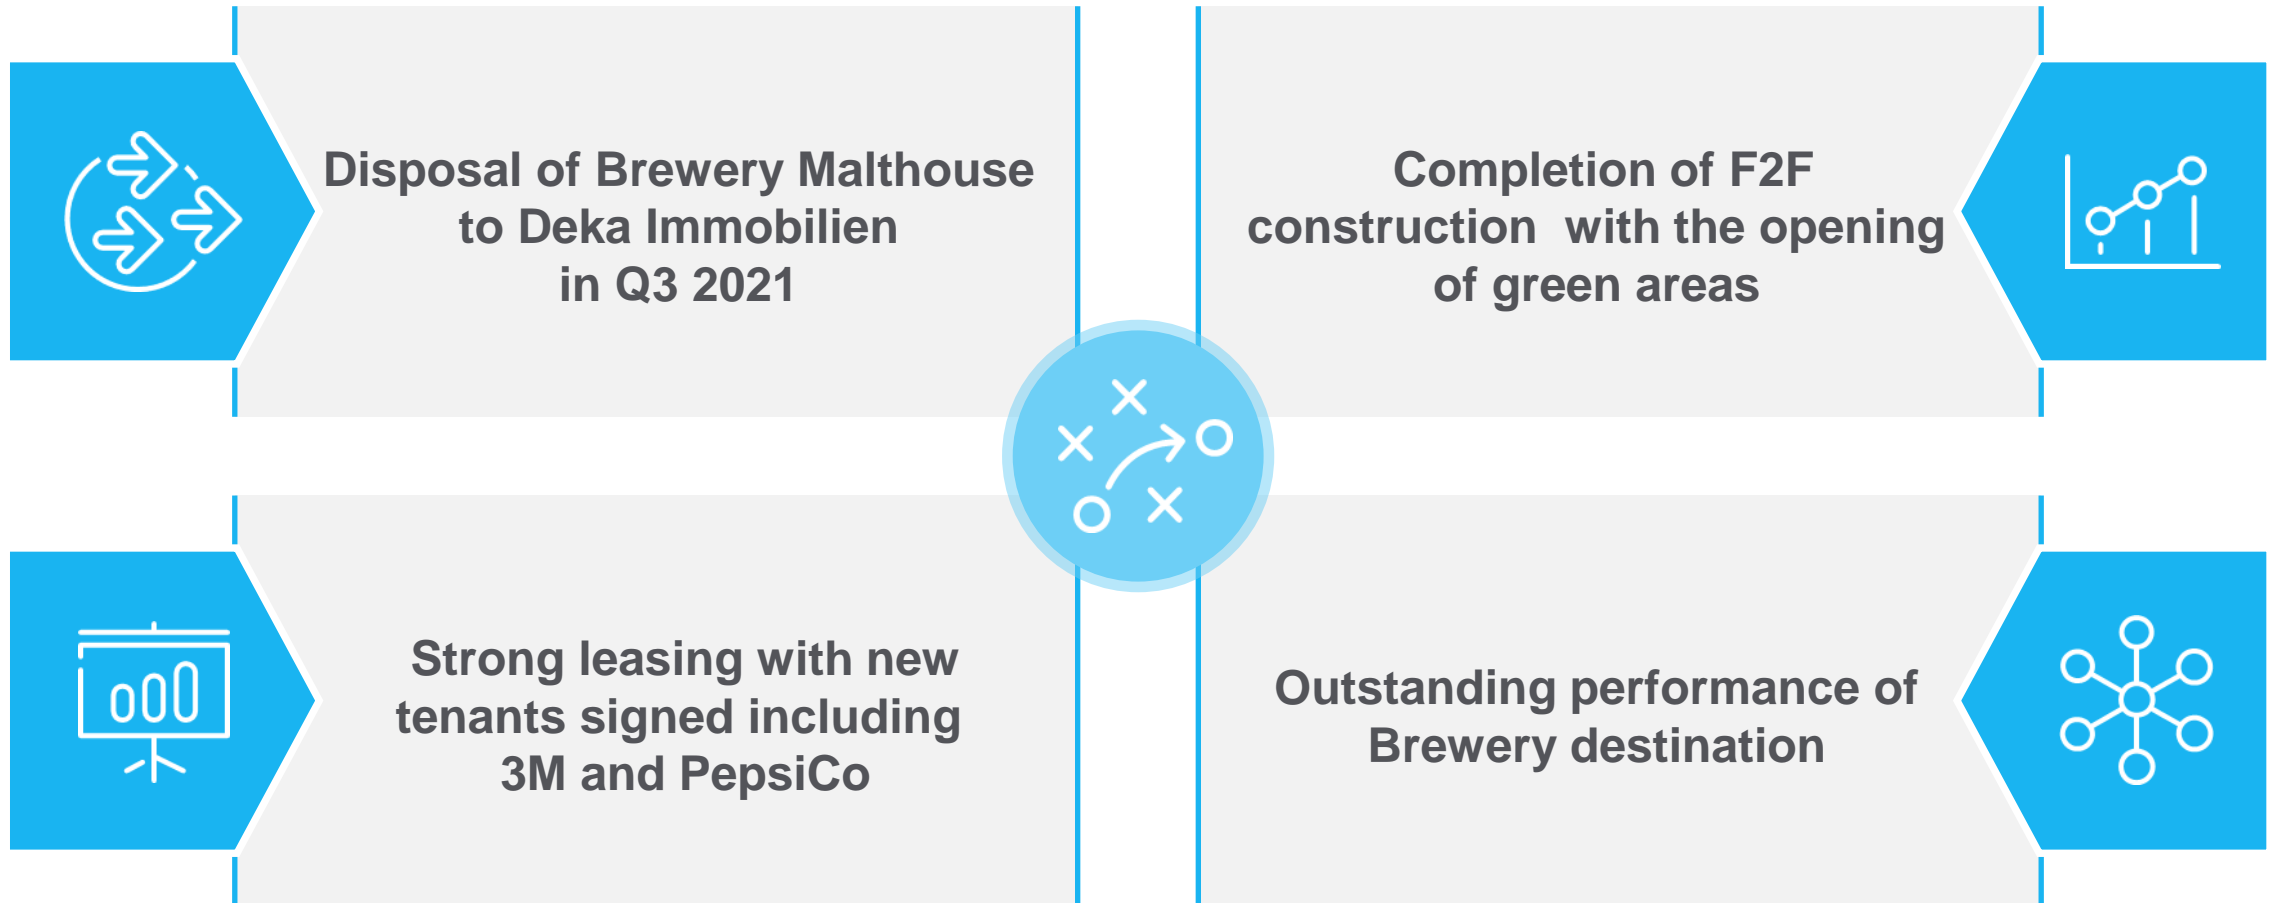 Disposal of Brewery Malthouse
to Deka Immobilien
in Q3 2021
Completion of F2F
construction  with the opening
of green areas
Strong leasing with new
tenants signed including
3M and PepsiCo
Outstanding performance of
Brewery destination